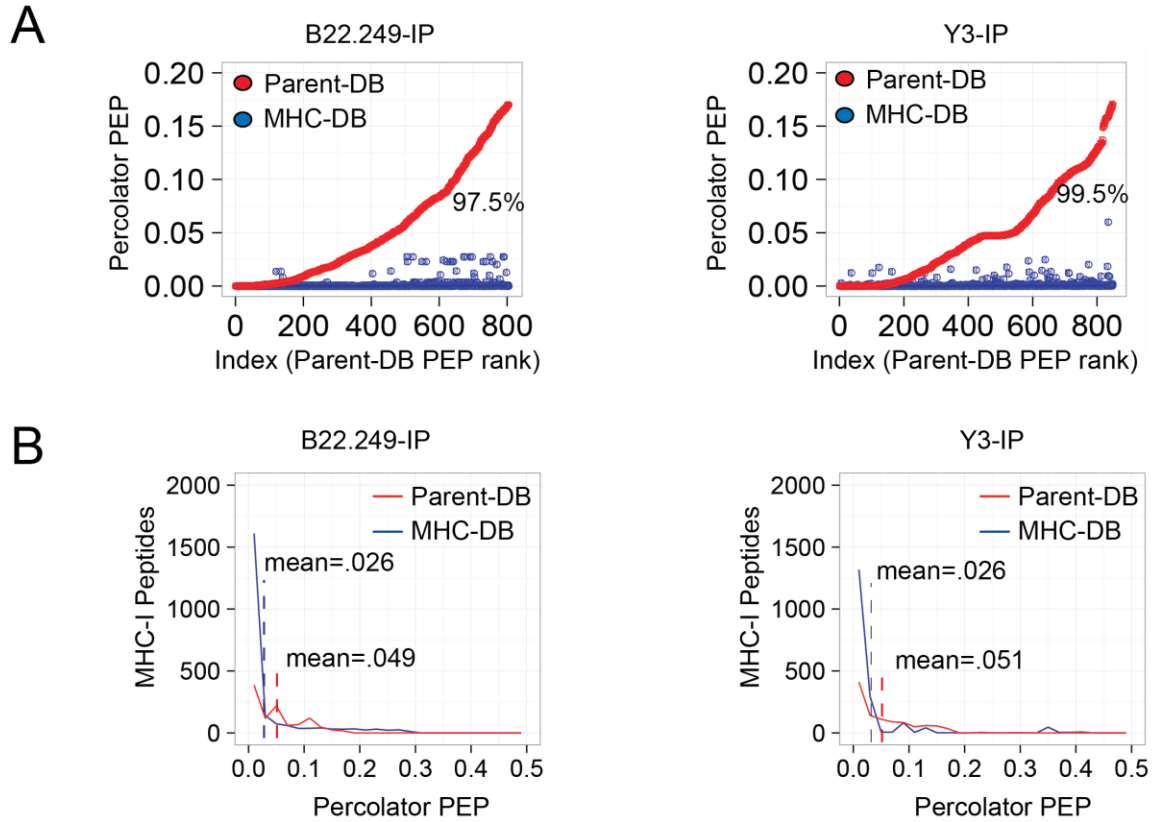 A
B22.249-IP
0.20
0.15
0.10
0.05
0.00
Percolator PEP
Parent-DB
MHC-DB
97.5%
0 200 400 600 800
Index (Parent-DB PEP rank)
Y3-IP
0.20
0.15
0.10
0.05
0.00
Percolator PEP
Parent-DB
MHC-DB
99.5%
0 200 400 600 800
Index (Parent-DB PEP rank)
B
B22.249-IP
2000
1500
1000
500
0
MHC-I Peptides
Parent-DB
MHC-DB
mean=.026
mean=.049
0.0 0.1 0.2 0.3 0.4 0.5
Percolator PEP
Y3-IP
2000
1500
1000
500
0
MHC-I Peptides
Parent-DB
MHC-DB
mean=.026
mean=.051
0.0 0.1 0.2 0.3 0.4 0.5
Percolator PEP